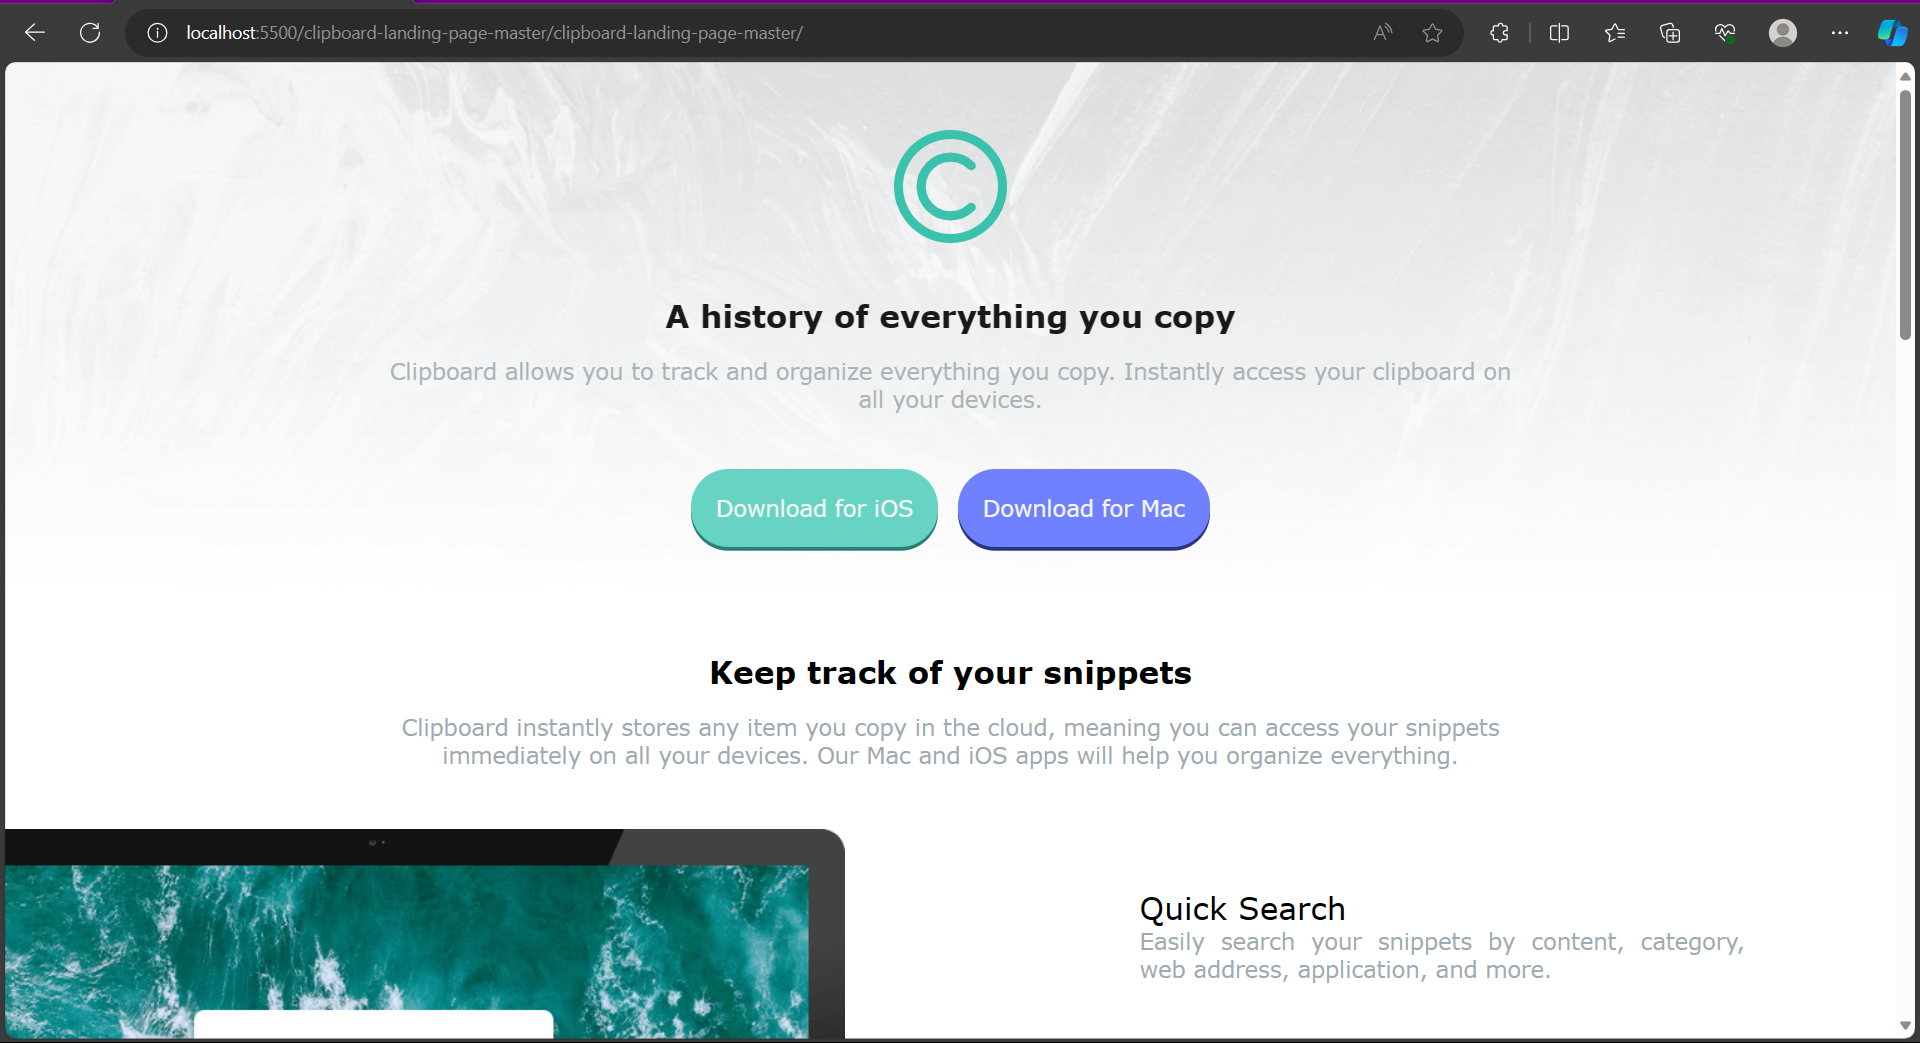 localhost:5500/clipboard-landing-page-master/clipboard-landing-page-master/
A history of everything you copy
Clipboard allows you to track and organize everything you copy. Instantly access your clipboard on
all your devices.
Download for iOS
Download for Mac
Keep track of your snippets
Clipboard instantly stores any item you copy in the cloud, meaning you can access your snippets
immediately on all your devices. Our Mac and iOS apps will help you organize everything.
Quick Search
Easily search your snippets by content, category,
web address, application, and more.